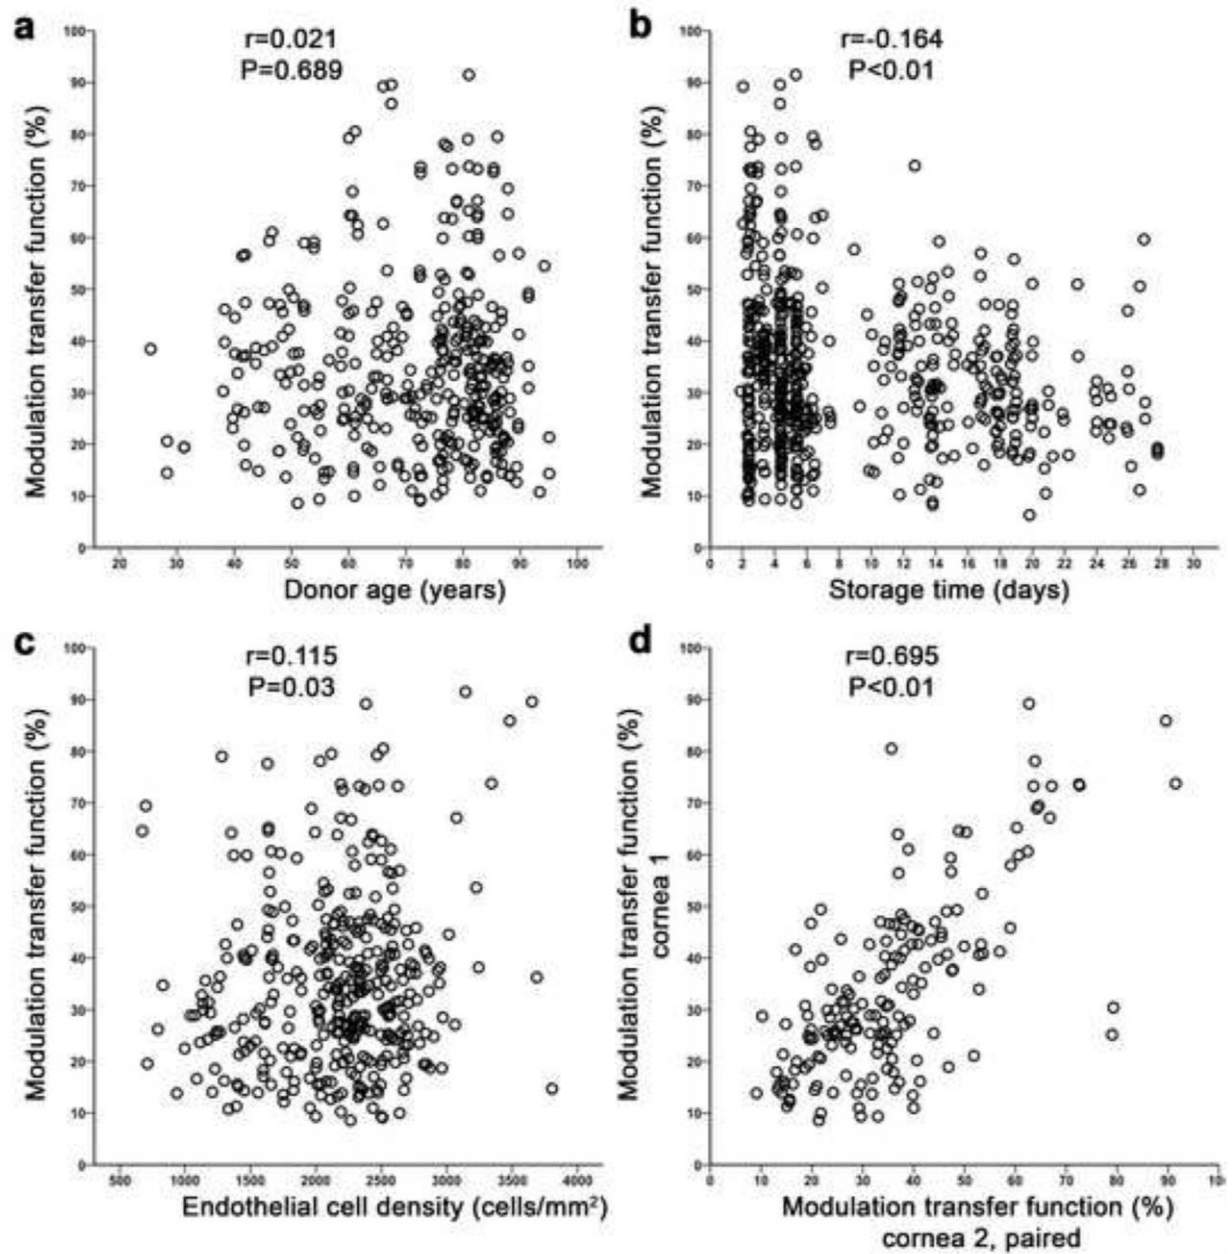 a
r=0.021
P=0.689
Modulation transfer function (%)
100
90
80
70
60
50
40
30
20
10
0
20 30 40 50 60 70 80 90 100
Donor age (years)
b
r=-0.164
P<0.01
Modulation transfer function (%)
100
90
80
70
60
50
40
30
20
10
0
0 2 4 6 8 10 12 14 16 18 20 22 24 26 28 30
Storage time (days)
c
r=0.115
P=0.03
Modulation transfer function (%)
100
90
80
70
60
50
40
30
20
10
0
500 1000 1500 2000 2500 3000 3500 4000
Endothelial cell density (cells/mm²)
d
r=0.695
P<0.01
Modulation transfer function (%)
cornea 1
100
90
80
70
60
50
40
30
20
10
0
0 10 20 30 40 50 60 70 80 90 10
Modulation transfer function (%)
cornea 2, paired